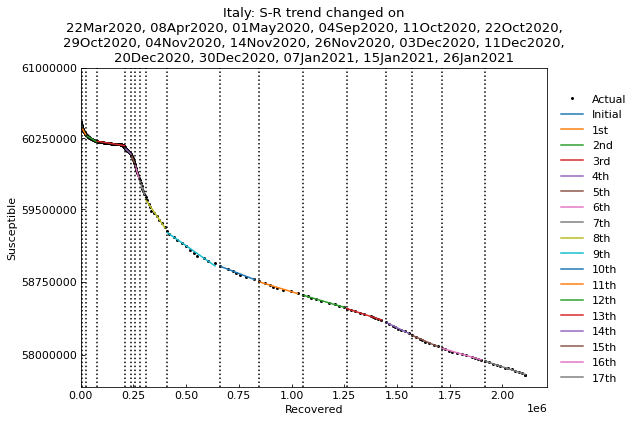 Italy: S-R trend changed on
22Mar2020, 08Apr2020, 01May2020, 04Sep2020, 11Oct2020, 22Oct2020,
29Oct2020, 04Nov2020, 14Nov2020, 26Nov2020, 03Dec2020, 11Dec2020,
20Dec2020, 30Dec2020, 07Jan2021, 15Jan2021, 26Jan2021
61000000
60250000
59500000
58750000
58000000
Susceptible
0.00 0.25 0.50 0.75 1.00 1.25 1.50 1.75 2.00
1e6
Recovered
Actual
Initial
1st
2nd
3rd
4th
5th
6th
7th
8th
9th
10th
11th
12th
13th
14th
15th
16th
17th